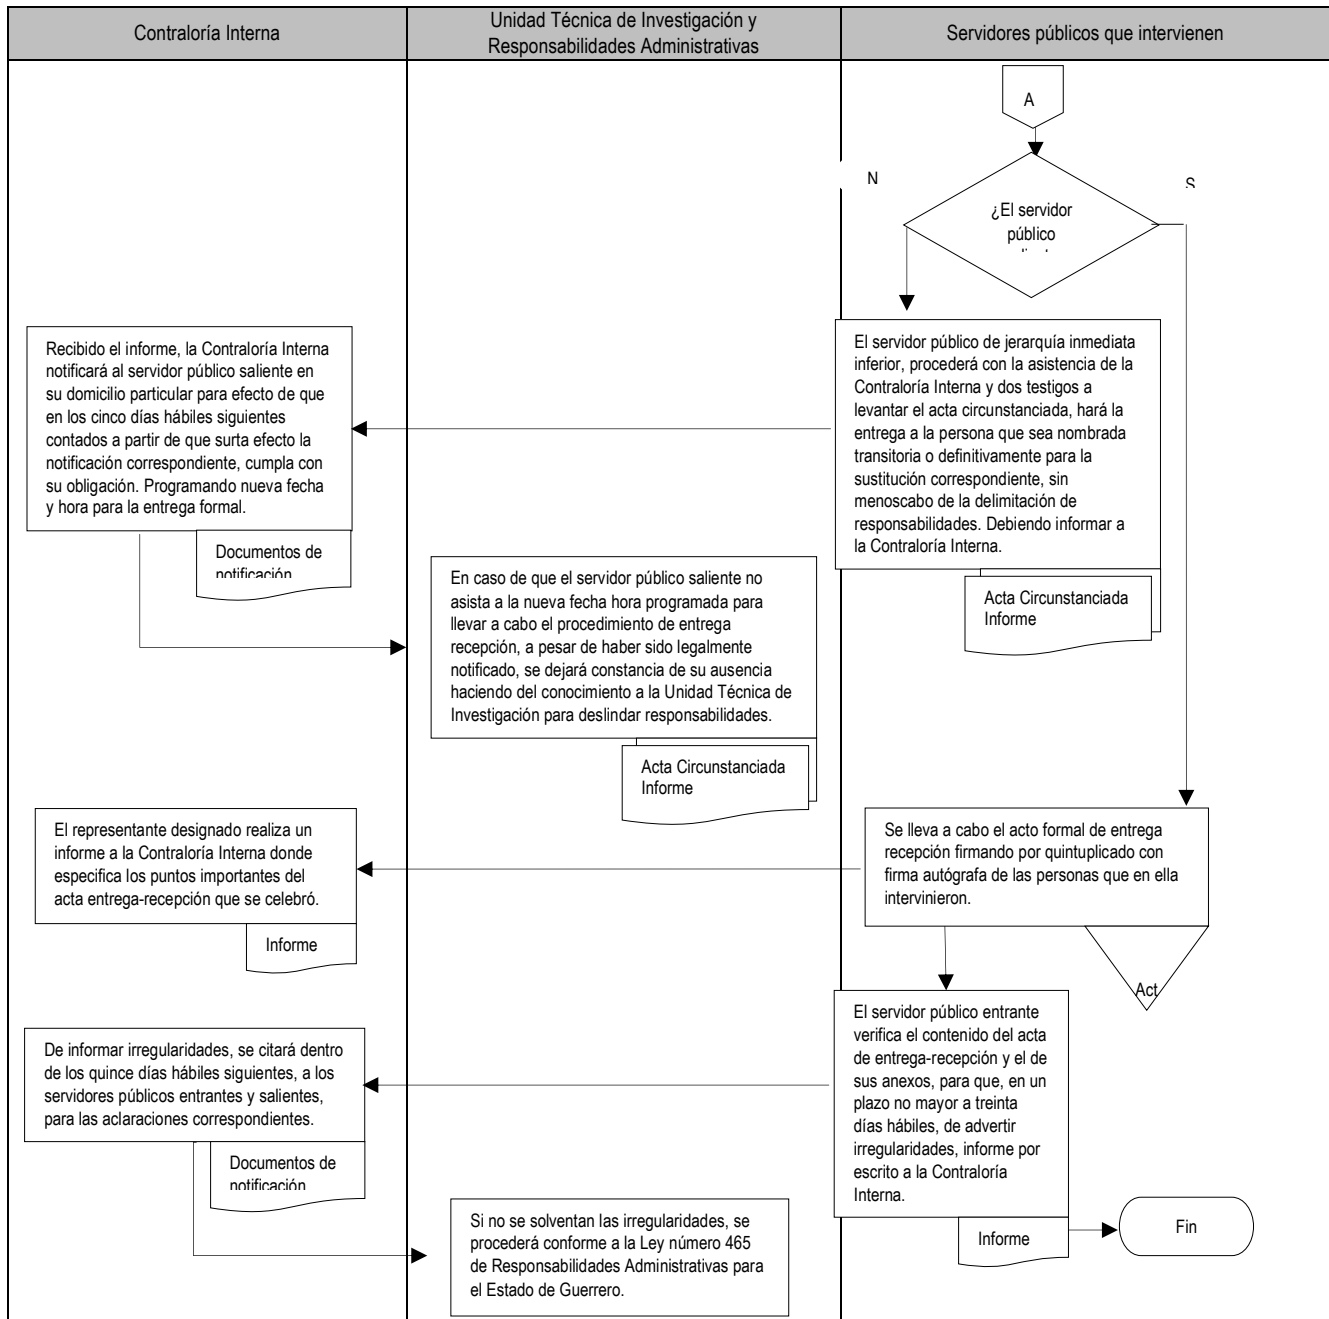 Contraloría Interna
Unidad Técnica de Investigación y
Responsabilidades Administrativas
Servidores públicos que intervienen
A
N
S
¿El servidor
público
El servidor público de jerarquía inmediata
inferior, procederá con la asistencia de la
Contraloría Interna y dos testigos a
levantar el acta circunstanciada, hará la
entrega a la persona que sea nombrada
transitoria o definitivamente para la
sustitución correspondiente, sin
menoscabo de la delimitación de
responsabilidades. Debiendo informar a
la Contraloría Interna.
Acta Circunstanciada
Informe
Recibido el informe, la Contraloría Interna
notificará al servidor público saliente en
su domicilio particular para efecto de que
en los cinco días hábiles siguientes
contados a partir de que surta efecto la
notificación correspondiente, cumpla con
su obligación. Programando nueva fecha
y hora para la entrega formal.
Documentos de
notificación
En caso de que el servidor público saliente no
asista a la nueva fecha hora programada para
llevar a cabo el procedimiento de entrega
recepción, a pesar de haber sido legalmente
notificado, se dejará constancia de su ausencia
haciendo del conocimiento a la Unidad Técnica de
Investigación para deslindar responsabilidades.
Acta Circunstanciada
Informe
Se lleva a cabo el acto formal de entrega
recepción firmando por quintuplicado con
firma autógrafa de las personas que en ella
intervinieron.
Act
El representante designado realiza un
informe a la Contraloría Interna donde
especifica los puntos importantes del
acta entrega-recepción que se celebró.
Informe
El servidor público entrante
verifica el contenido del acta
de entrega-recepción y el de
sus anexos, para que, en un
plazo no mayor a treinta
días hábiles, de advertir
irregularidades, informe por
escrito a la Contraloría
Interna.
Informe
Fin
De informar irregularidades, se citará dentro
de los quince días hábiles siguientes, a los
servidores públicos entrantes y salientes,
para las aclaraciones correspondientes.
Documentos de
notificación
Si no se solventan las irregularidades, se
procederá conforme a la Ley número 465
de Responsabilidades Administrativas para
el Estado de Guerrero.